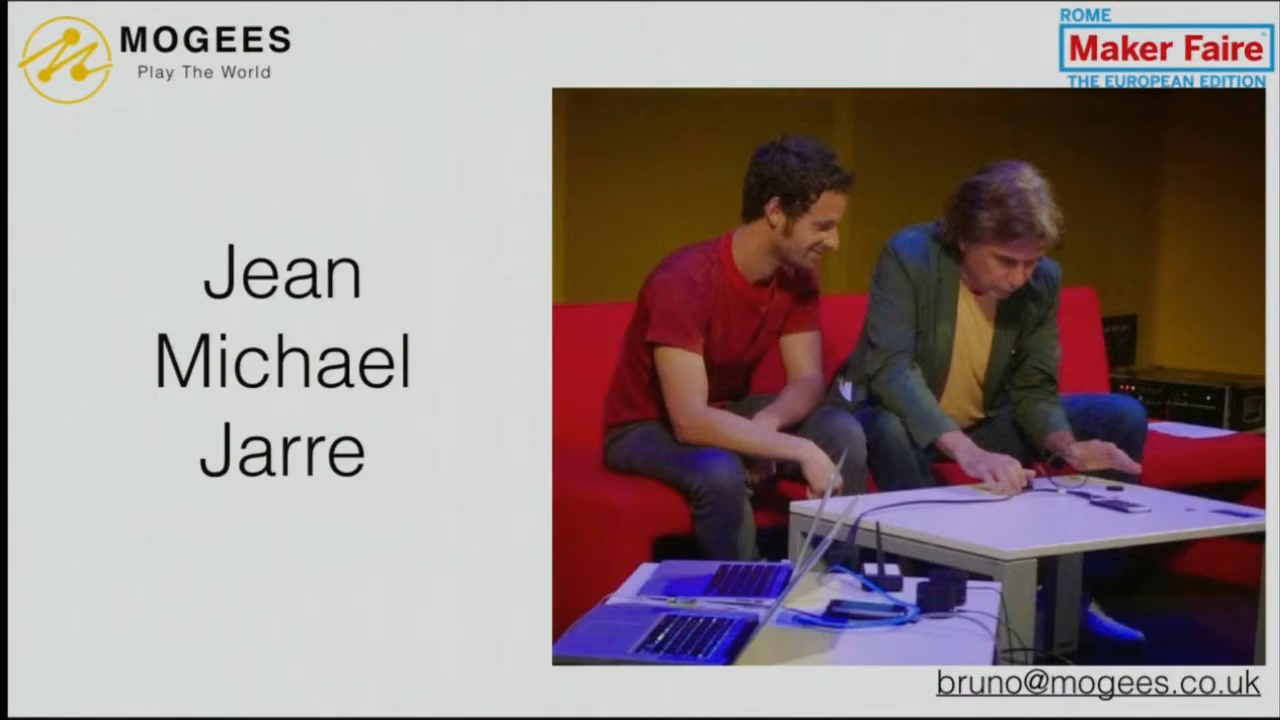 MOGEES
Play The World
ROME
Maker Faire
THE EUROPEAN EDITION
Jean
Michael
Jarre
bruno@mogees.co.uk